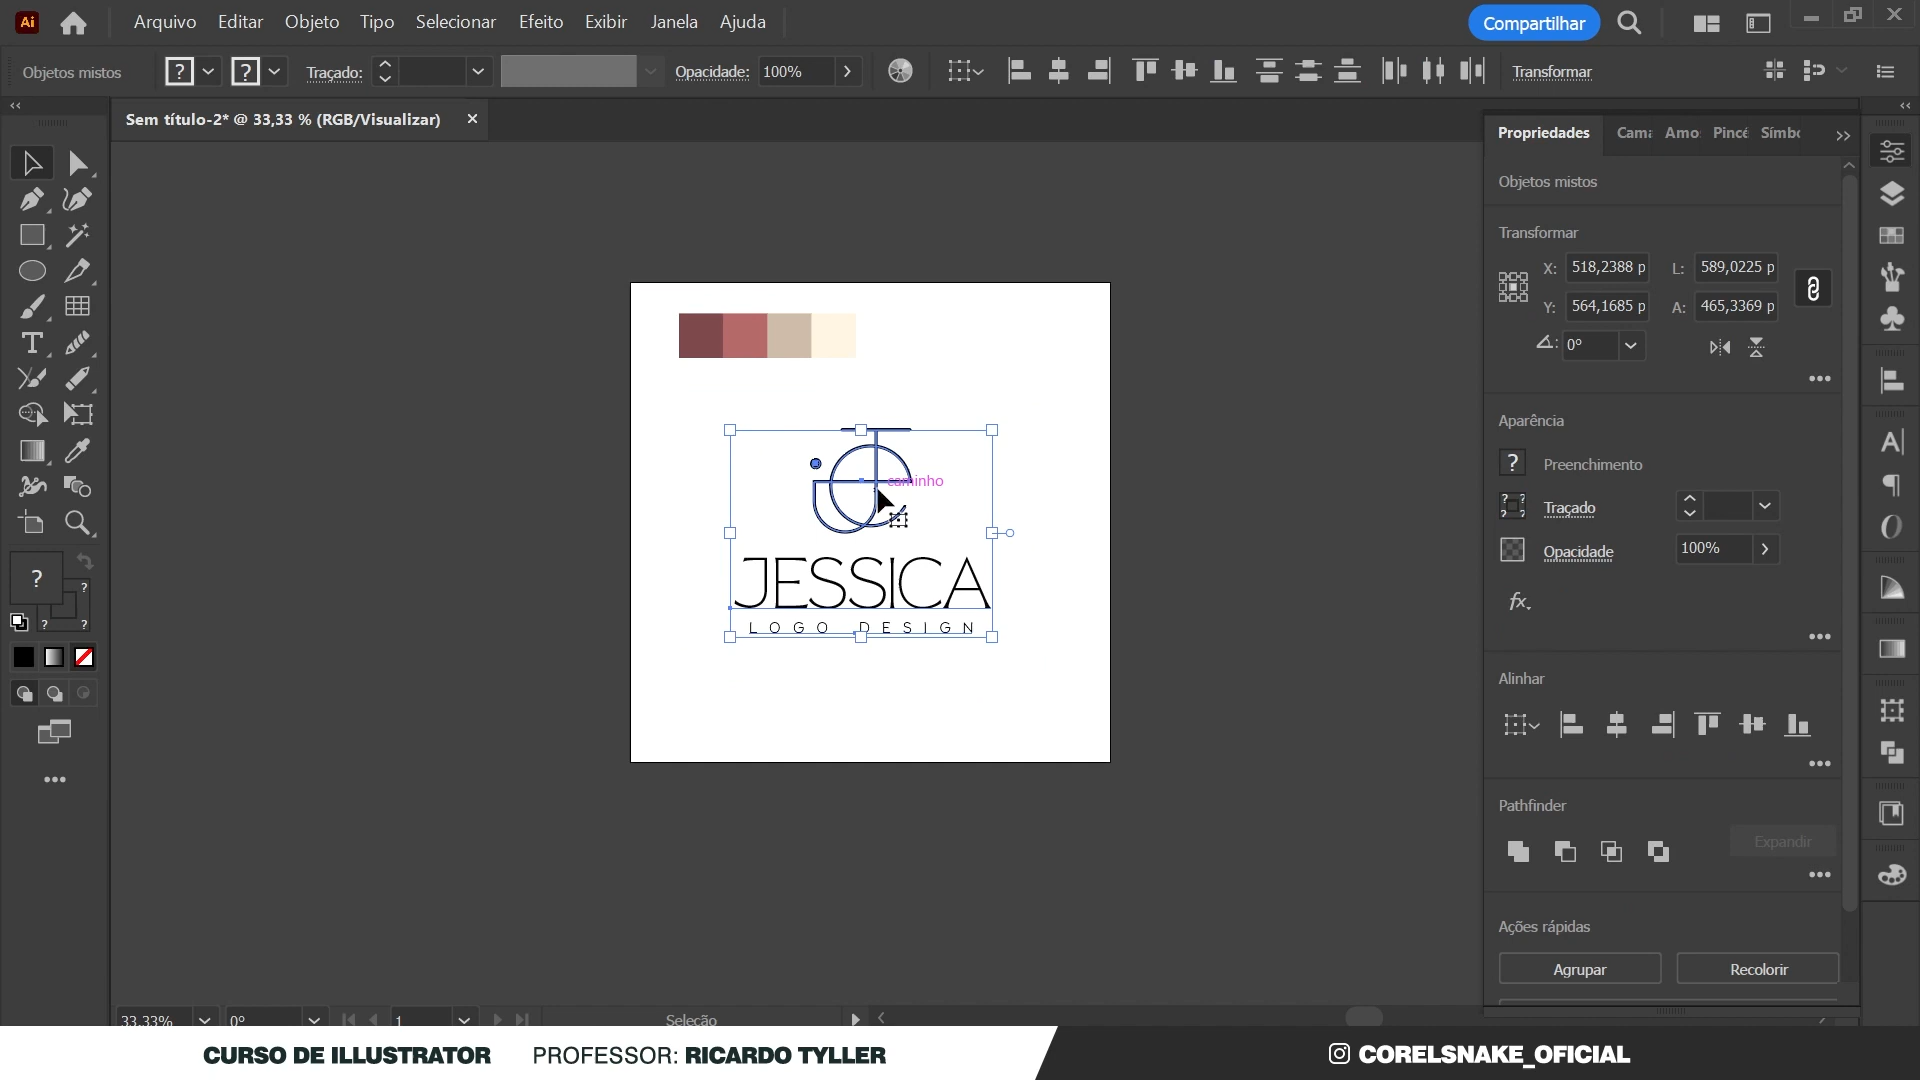 Ai Arquivo Editar Objeto Tipo Selecionar Efeito Exibir Janela Ajuda Compartilhar
Objetos mistos ? ? Traçado: Opacidade: 100% Transformar
Sem título-2* @ 33,33 % (RGB/Visualizar) ×
Propriedades Cama Amo Pincé Símbo
Objetos mistos
Transformar
X: 518,2388 p L: 589,0225 p
Y: 564,1685 p A: 465,3369 p
0°
Aparência
? Preenchimento
Traçado
Opacidade 100%
fx
Alinhar
Pathfinder
Expandir
Ações rápidas
Agrupar Recolorir
caminho
JESSICA
LOGO DESIGN
33,33% 0° 1 Seleção
CURSO DE ILLUSTRATOR PROFESSOR: RICARDO TYLLER CORELSNAKE_OFICIAL